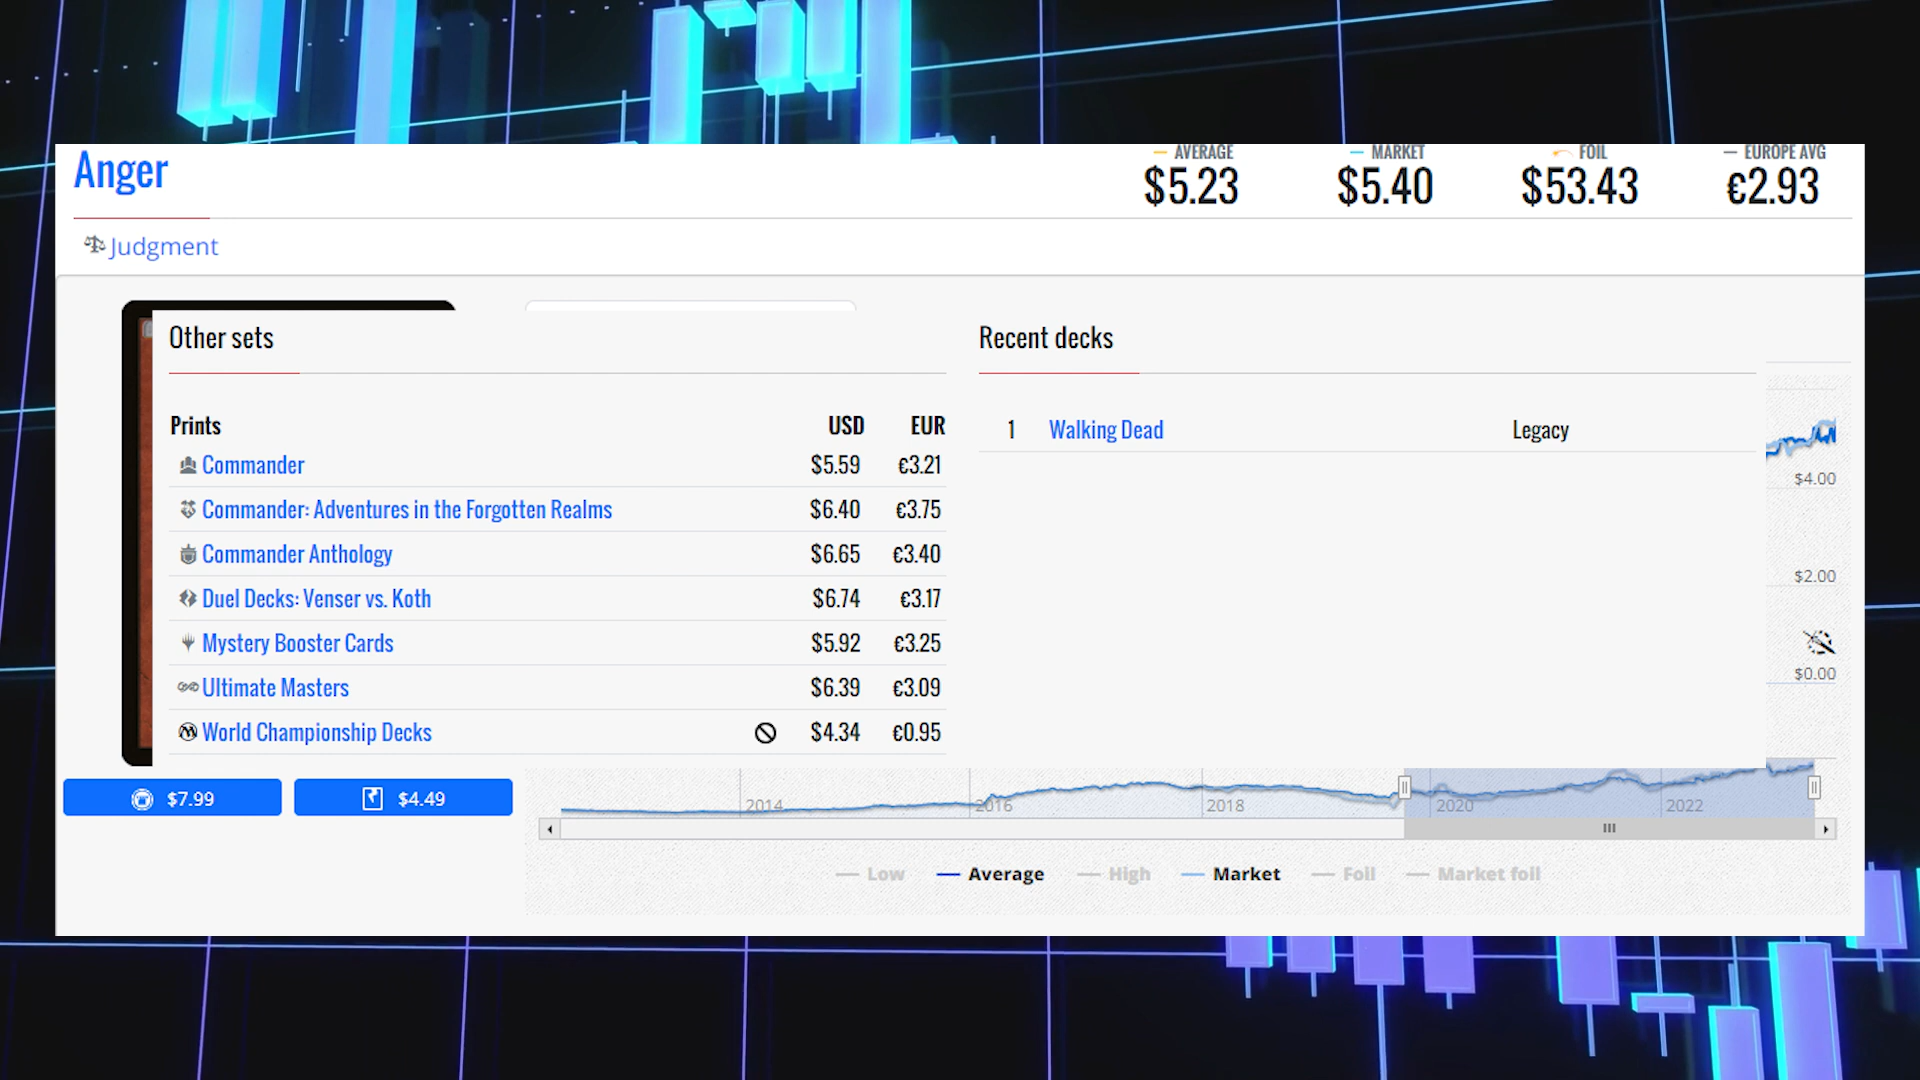 Anger
AVERAGE
$5.23
MARKET
$5.40
FOIL
$53.43
EUROPE AVG
€2.93
Judgment
Other sets
Prints USD EUR
Commander $5.59 €3.21
Commander: Adventures in the Forgotten Realms $6.40 €3.75
Commander Anthology $6.65 €3.40
Duel Decks: Venser vs. Koth $6.74 €3.17
Mystery Booster Cards $5.92 €3.25
Ultimate Masters $6.39 €3.09
World Championship Decks $4.34 €0.95
Recent decks
1 Walking Dead Legacy
$4.00
$2.00
$0.00
$7.99 $4.49
2014 2016 2018 2020 2022
Low Average High Market Foil Market foil